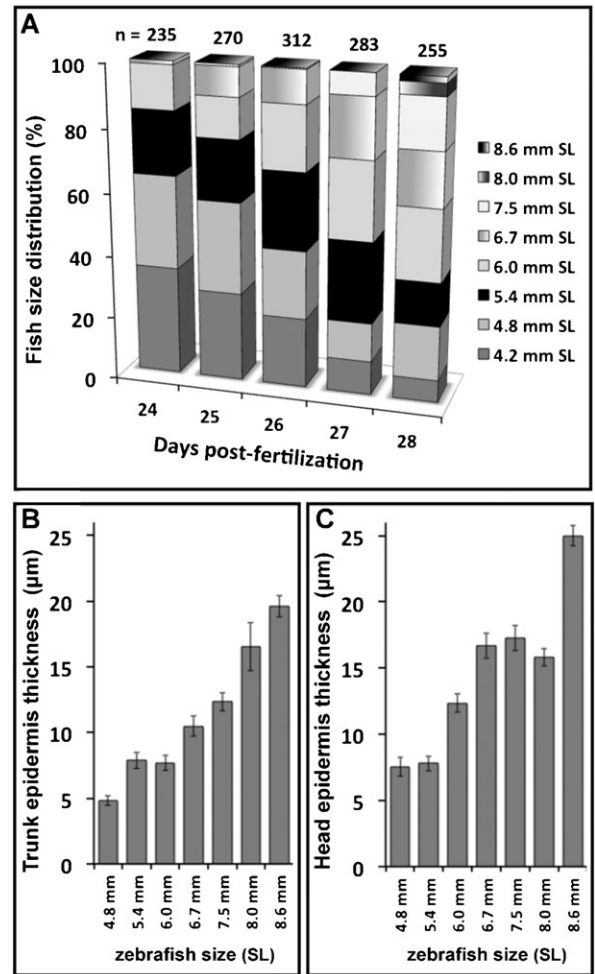 A
n = 235 270 312 283 255
Fish size distribution (%)
100
80
60
40
20
0
24 25 26 27 28
Days post-fertilization
8.6 mm SL
8.0 mm SL
7.5 mm SL
6.7 mm SL
6.0 mm SL
5.4 mm SL
4.8 mm SL
4.2 mm SL
B
Trunk epidermis thickness (µm)
25
20
15
10
5
0
4.8 mm 5.4 mm 6.0 mm 6.7 mm 7.5 mm 8.0 mm 8.6 mm
zebrafish size (SL)
C
Head epidermis thickness (µm)
25
20
15
10
5
0
4.8 mm 5.4 mm 6.0 mm 6.7 mm 7.5 mm 8.0 mm 8.6 mm
zebrafish size (SL)